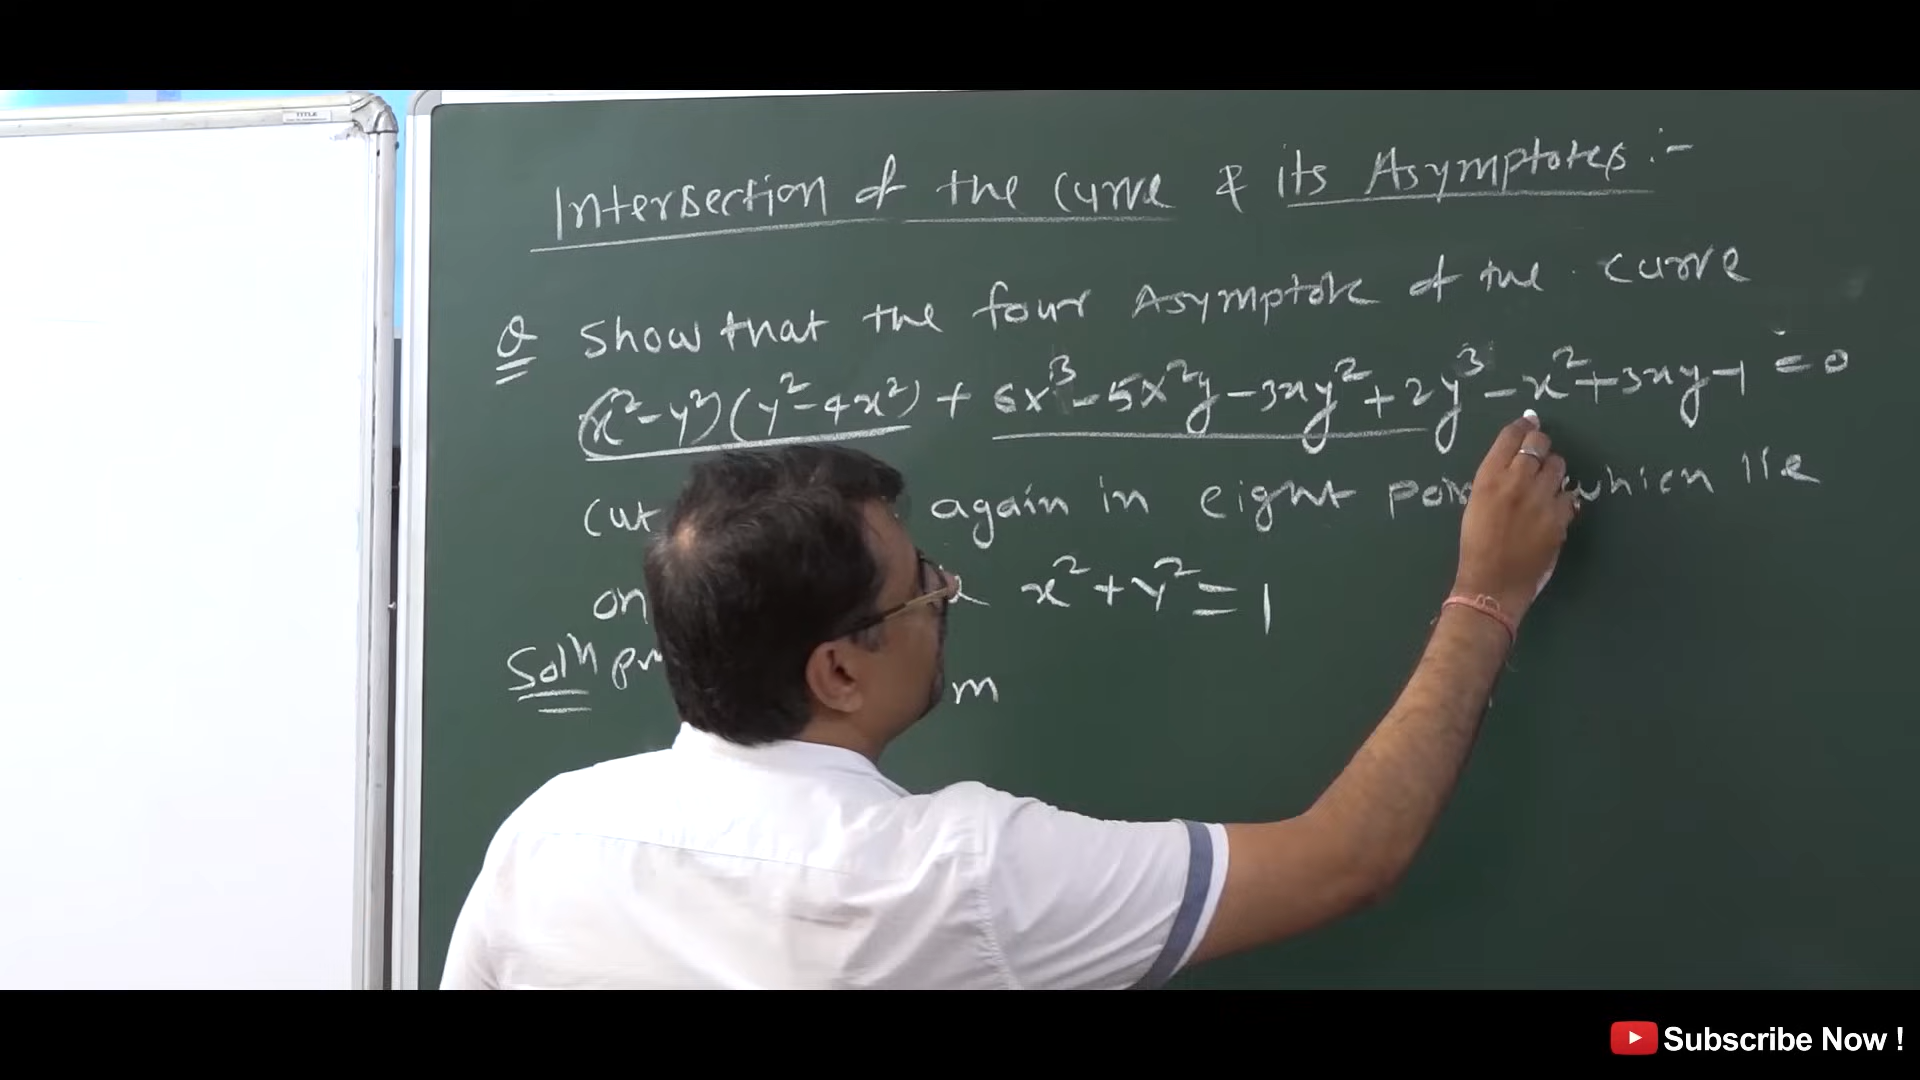 TITLE
Intersection of the curve & its Asymptotes :-
Q Show that the four Asymptote of the curve
(x²-y²)(y²-4x²) + 6x³-5x²y-3xy²+2y³-x²+3xy-1=0
cut again in eight which lie
on x²+y²=1
Solⁿ m
Subscribe Now !